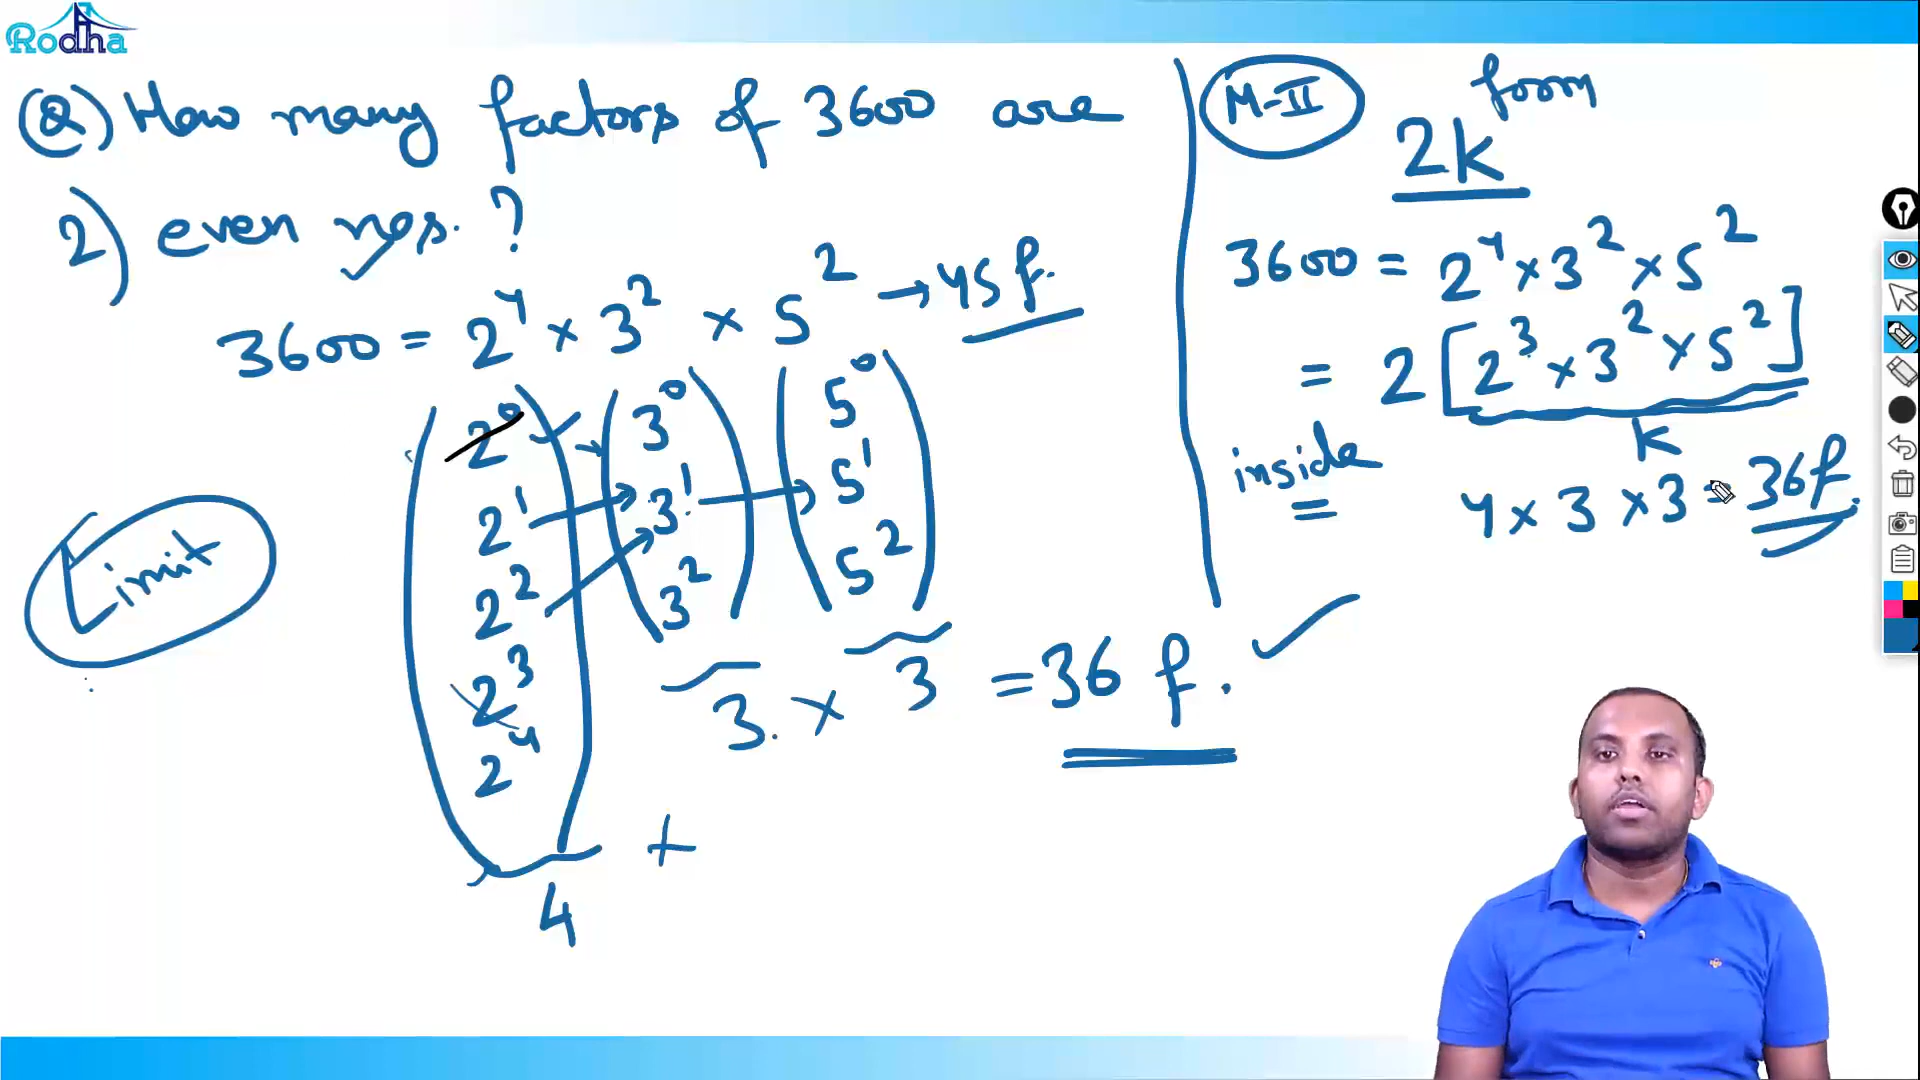 Rodha
(Q) How many factors of 3600 are
2) even nos. ?
3600 = 2^4 × 3^2 × 5^2 → 45 f.
2^0 3^0 5^0
2^1 3^1 5^1
2^2 3^2 5^2
2^3
2^4
4 ×
3 × 3 = 36 f.
Limit
M-II
2k form
3600 = 2^4 × 3^2 × 5^2
= 2 [2^3 × 3^2 × 5^2]
k
inside
= 4 × 3 × 3 = 36 f.